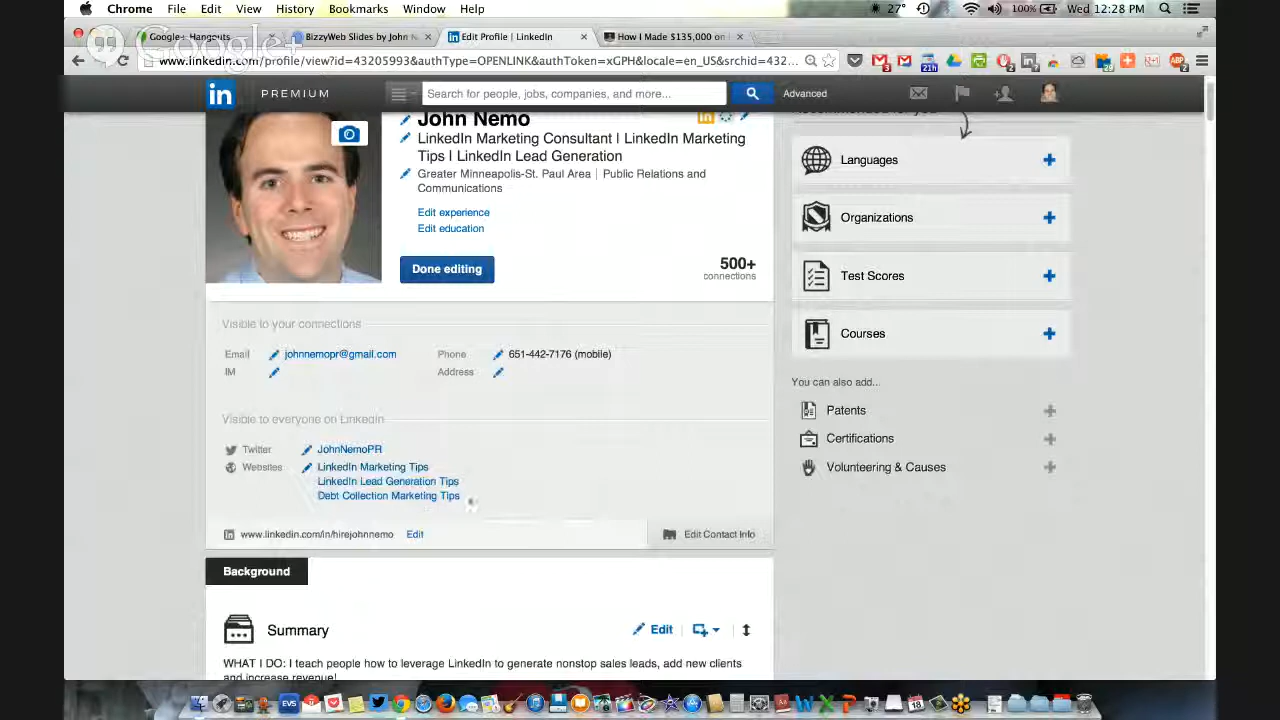 Chrome File Edit View History Bookmarks Window Help
27° 100% Wed 12:28 PM
Google+ Hangouts
BizzyWeb Slides by John N
Edit Profile | LinkedIn
How I Made $135,000 on
Google+
www.linkedin.com/profile/view?id=43205993&authType=OPENLINK&authToken=xGPH&locale=en_US&srchid=432...
in PREMIUM
Search for people, jobs, companies, and more...
Advanced
John Nemo
LinkedIn Marketing Consultant | LinkedIn Marketing
Tips | LinkedIn Lead Generation
Greater Minneapolis-St. Paul Area | Public Relations and
Communications
Edit experience
Edit education
Done editing
500+
connections
Visible to your connections
Email johnnemopr@gmail.com Phone 651-442-7176 (mobile)
IM Address
Visible to everyone on LinkedIn
Twitter JohnNemoPR
Websites LinkedIn Marketing Tips
LinkedIn Lead Generation Tips
Debt Collection Marketing Tips
www.linkedin.com/in/hirejohnnemo Edit
Edit Contact Info
Background
Summary
Edit
WHAT I DO: I teach people how to leverage LinkedIn to generate nonstop sales leads, add new clients
and increase revenue!
Languages
Organizations
Test Scores
Courses
You can also add...
Patents
Certifications
Volunteering & Causes